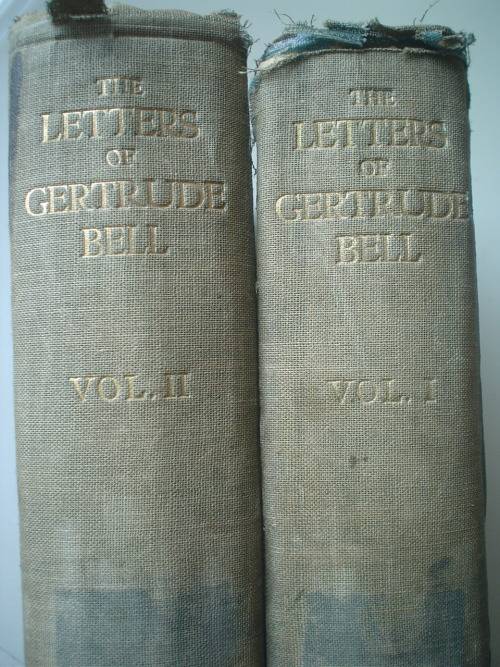 THE
LETTERS
OF
GERTRUDE
BELL
VOL. II
THE
LETTERS
OF
GERTRUDE
BELL
VOL. I